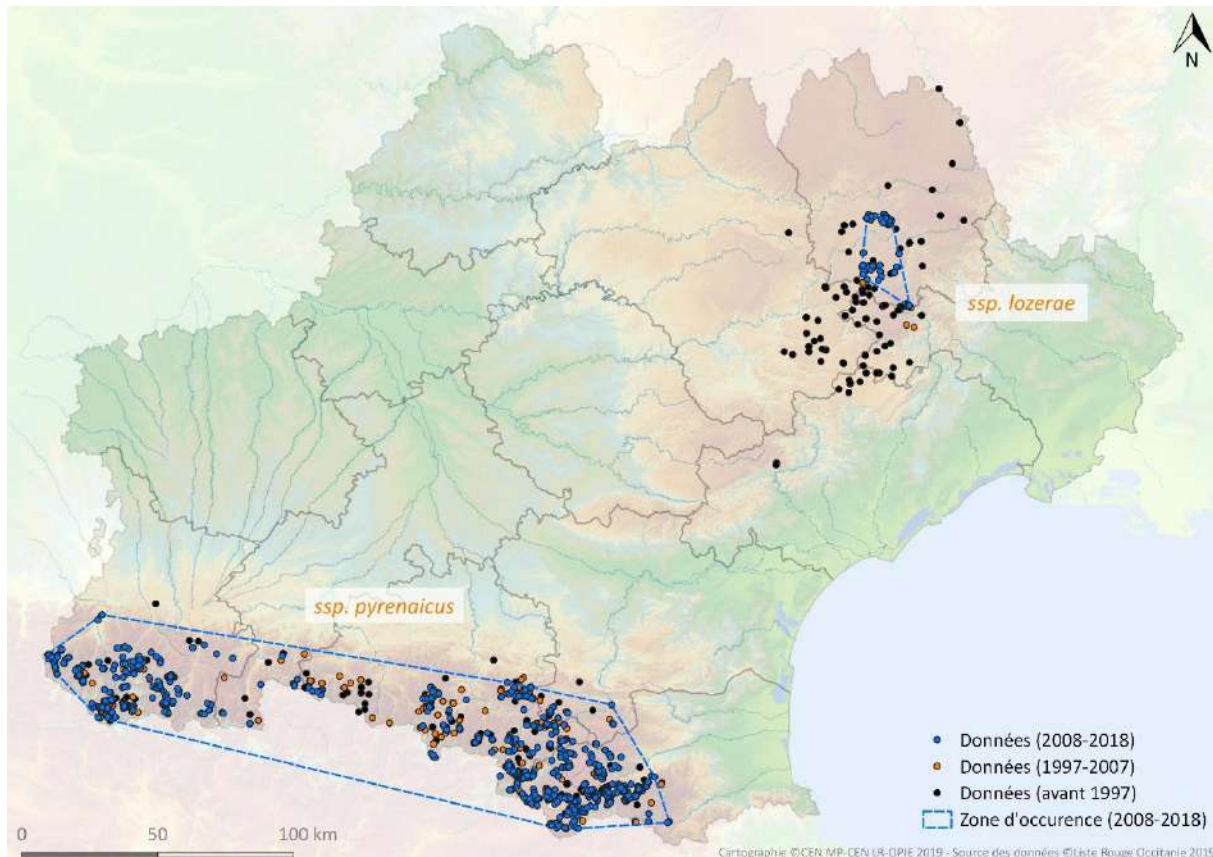 N
ssp. lozerae
ssp. pyrenaicus
Données (2008-2018)
Données (1997-2007)
Données (avant 1997)
Zone d'occurence (2008-2018)
0 50 100 km
Cartographie ©CEN MP-CEN LR-OPIE 2019 - Source des données ©Liste Rouge Occitanie 2019